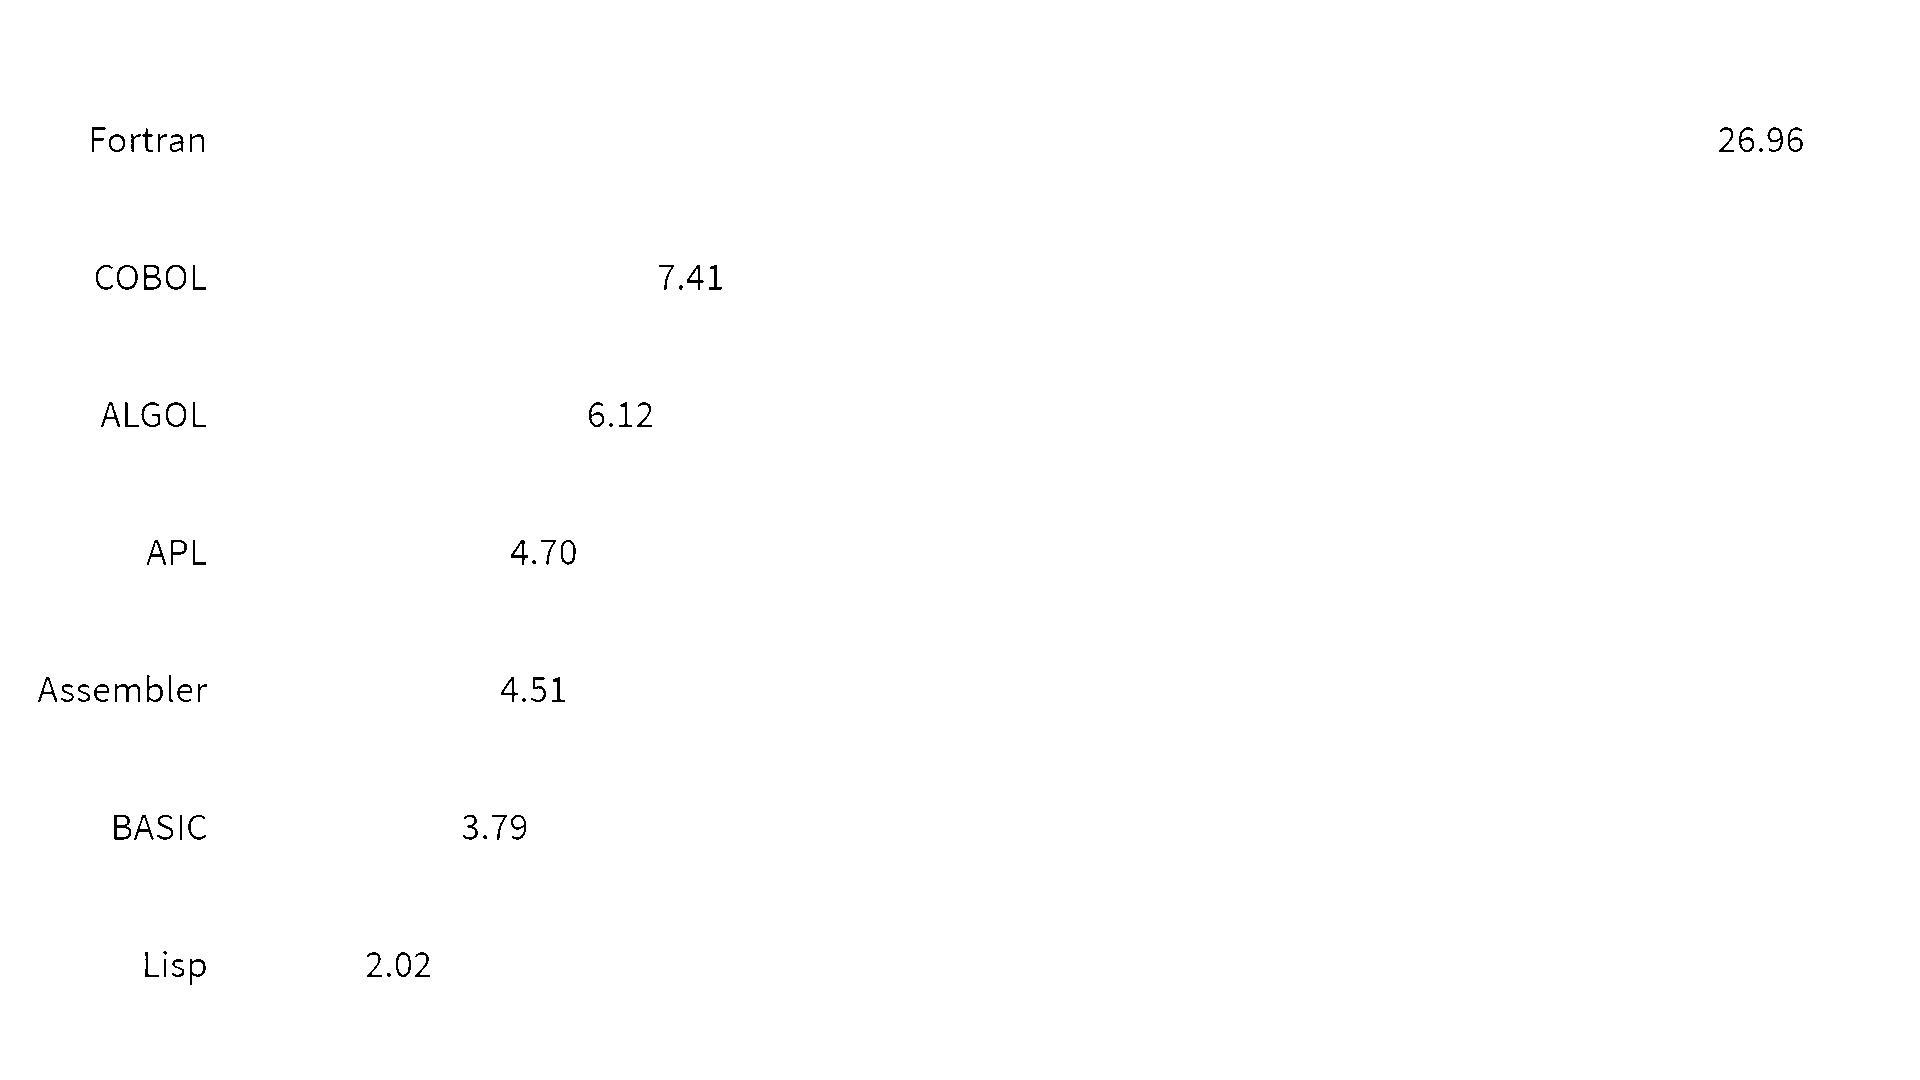 Fortran 26.96
COBOL 7.41
ALGOL 6.12
APL 4.70
Assembler 4.51
BASIC 3.79
Lisp 2.02